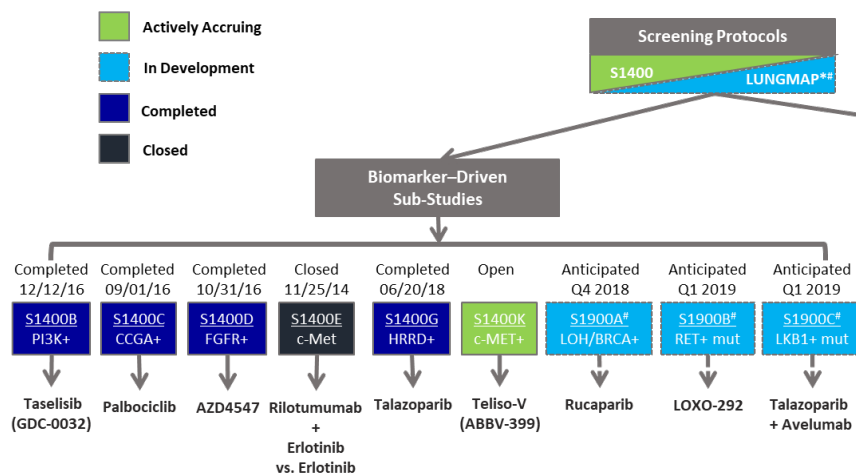 Actively Accruing
In Development
Completed
Closed
Screening Protocols
S1400
LUNGMAP*#
Biomarker–Driven
Sub-Studies
Completed
12/12/16
S1400B
PI3K+
Taselisib
(GDC-0032)
Completed
09/01/16
S1400C
CCGA+
Palbociclib
Completed
10/31/16
S1400D
FGFR+
AZD4547
Closed
11/25/14
S1400E
c-Met
Rilotumumab
+
Erlotinib
vs. Erlotinib
Completed
06/20/18
S1400G
HRRD+
Talazoparib
Open
S1400K
c-MET+
Teliso-V
(ABBV-399)
Anticipated
Q4 2018
S1900A#
LOH/BRCA+
Rucaparib
Anticipated
Q1 2019
S1900B#
RET+ mut
LOXO-292
Anticipated
Q1 2019
S1900C#
LKB1+ mut
Talazoparib
+ Avelumab